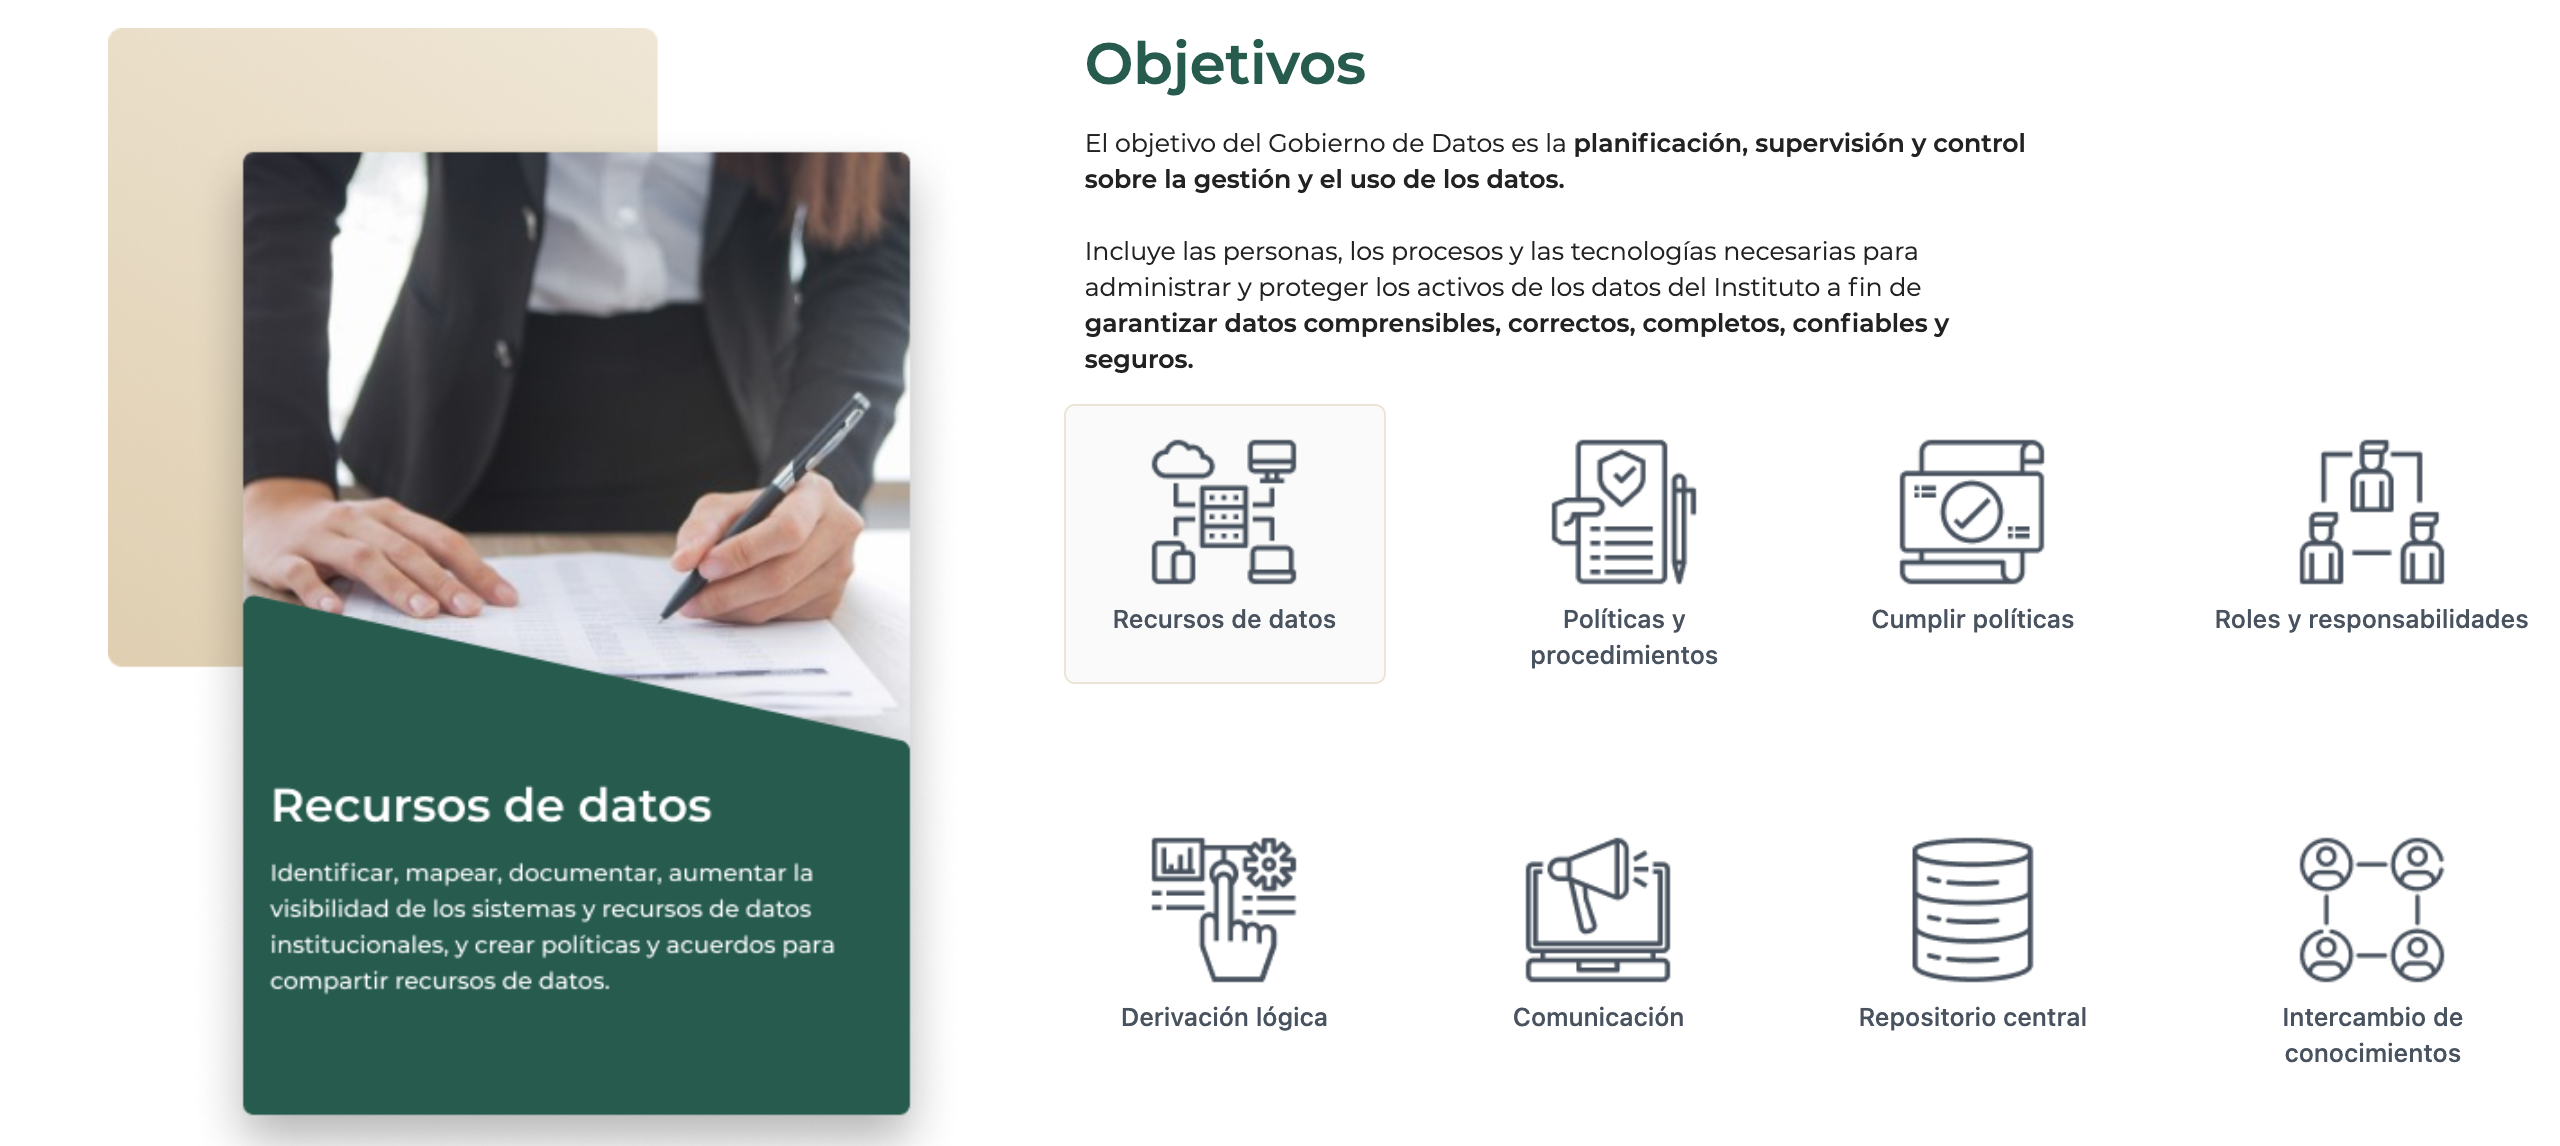 Objetivos
El objetivo del Gobierno de Datos es la planificación, supervisión y control
sobre la gestión y el uso de los datos.
Incluye las personas, los procesos y las tecnologías necesarias para
administrar y proteger los activos de los datos del Instituto a fin de
garantizar datos comprensibles, correctos, completos, confiables y
seguros.
Recursos de datos
Políticas y
procedimientos
Cumplir políticas
Roles y responsabilidades
Derivación lógica
Comunicación
Repositorio central
Intercambio de
conocimientos
Recursos de datos
Identificar, mapear, documentar, aumentar la
visibilidad de los sistemas y recursos de datos
institucionales, y crear políticas y acuerdos para
compartir recursos de datos.